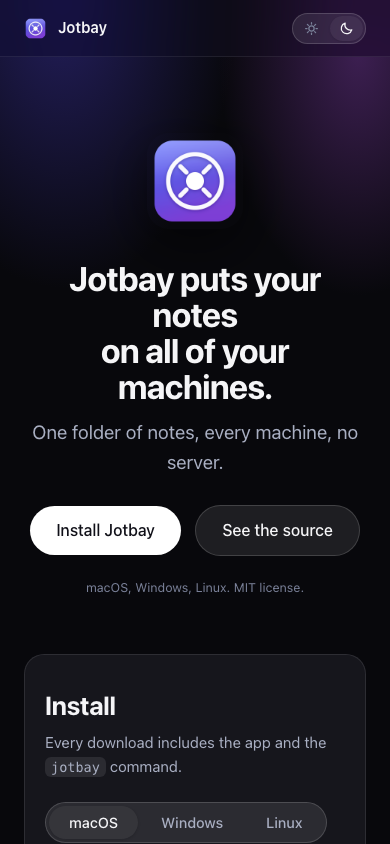 Jotbay
Jotbay puts your
notes
on all of your
machines.
One folder of notes, every machine, no
server.
Install Jotbay
See the source
macOS, Windows, Linux. MIT license.
Install
Every download includes the app and the
jotbay command.
macOS
Windows
Linux